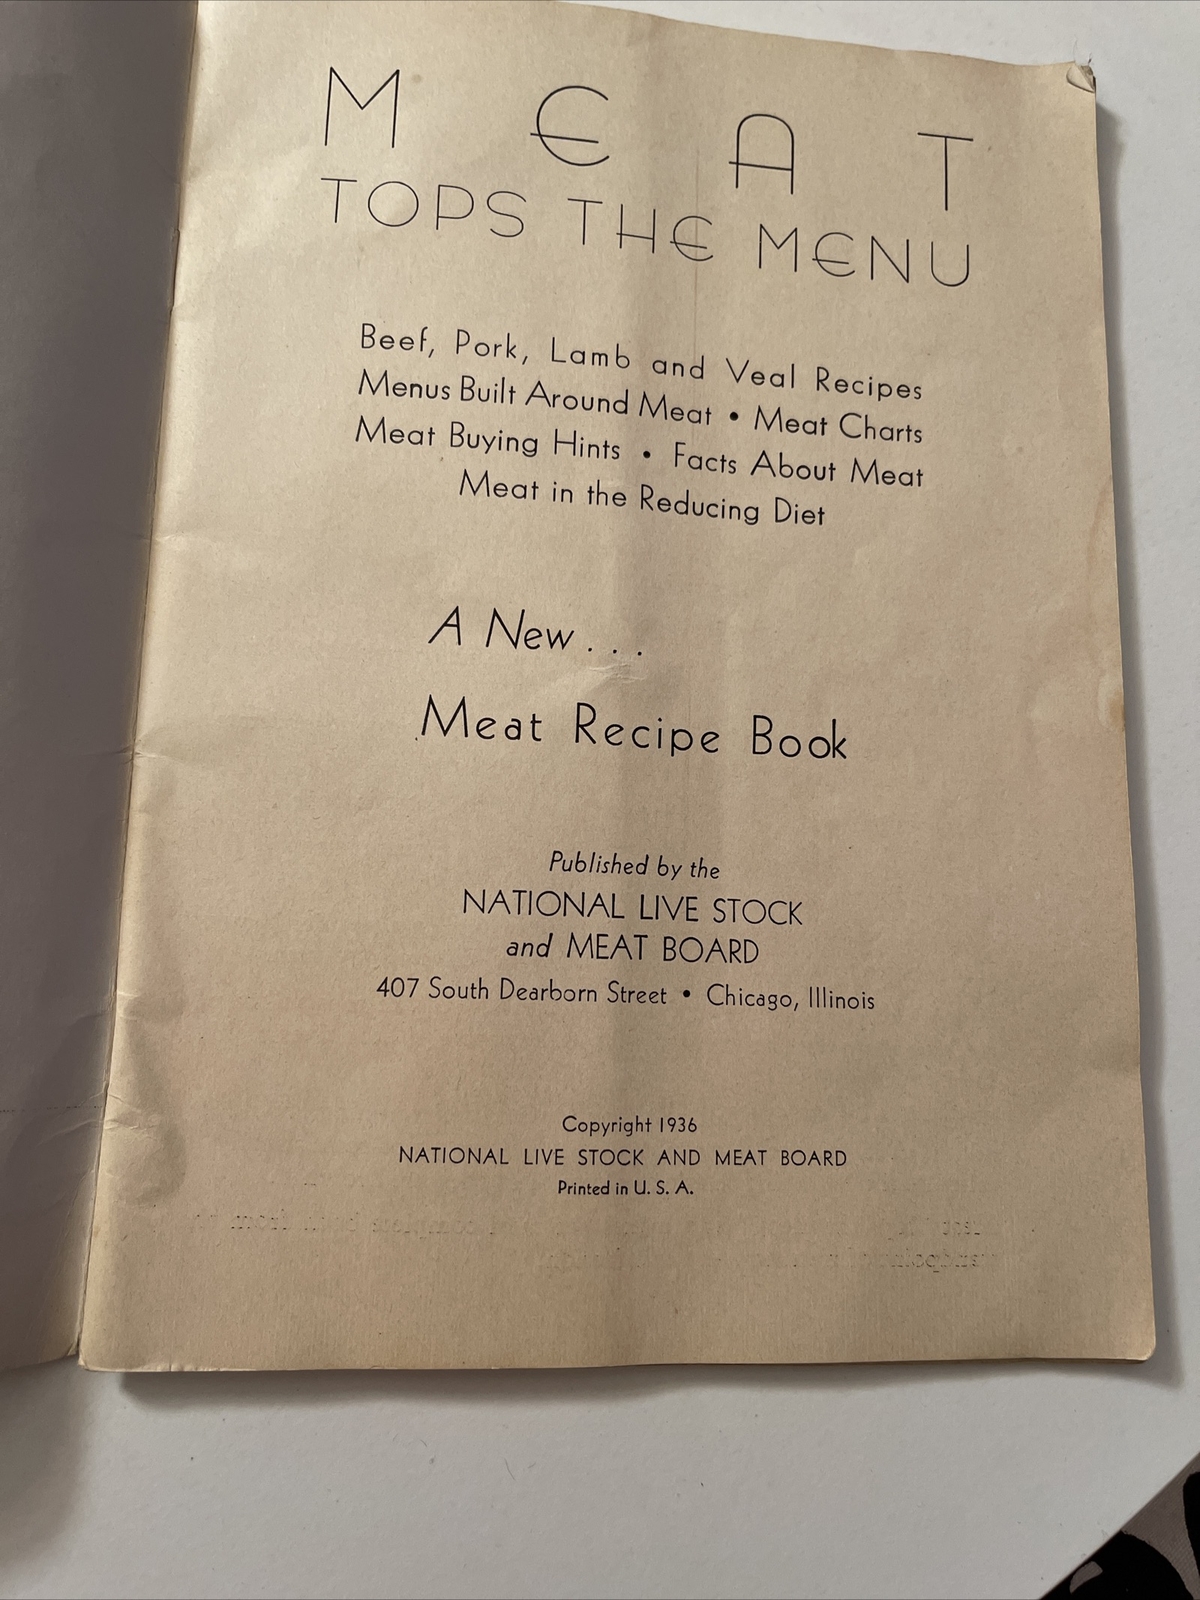 MEAT
TOPS THE MENU
Beef, Pork, Lamb and Veal Recipes
Menus Built Around Meat • Meat Charts
Meat Buying Hints • Facts About Meat
Meat in the Reducing Diet
A New . . .
Meat Recipe Book
Published by the
NATIONAL LIVE STOCK
and MEAT BOARD
407 South Dearborn Street • Chicago, Illinois
Copyright 1936
NATIONAL LIVE STOCK AND MEAT BOARD
Printed in U. S. A.